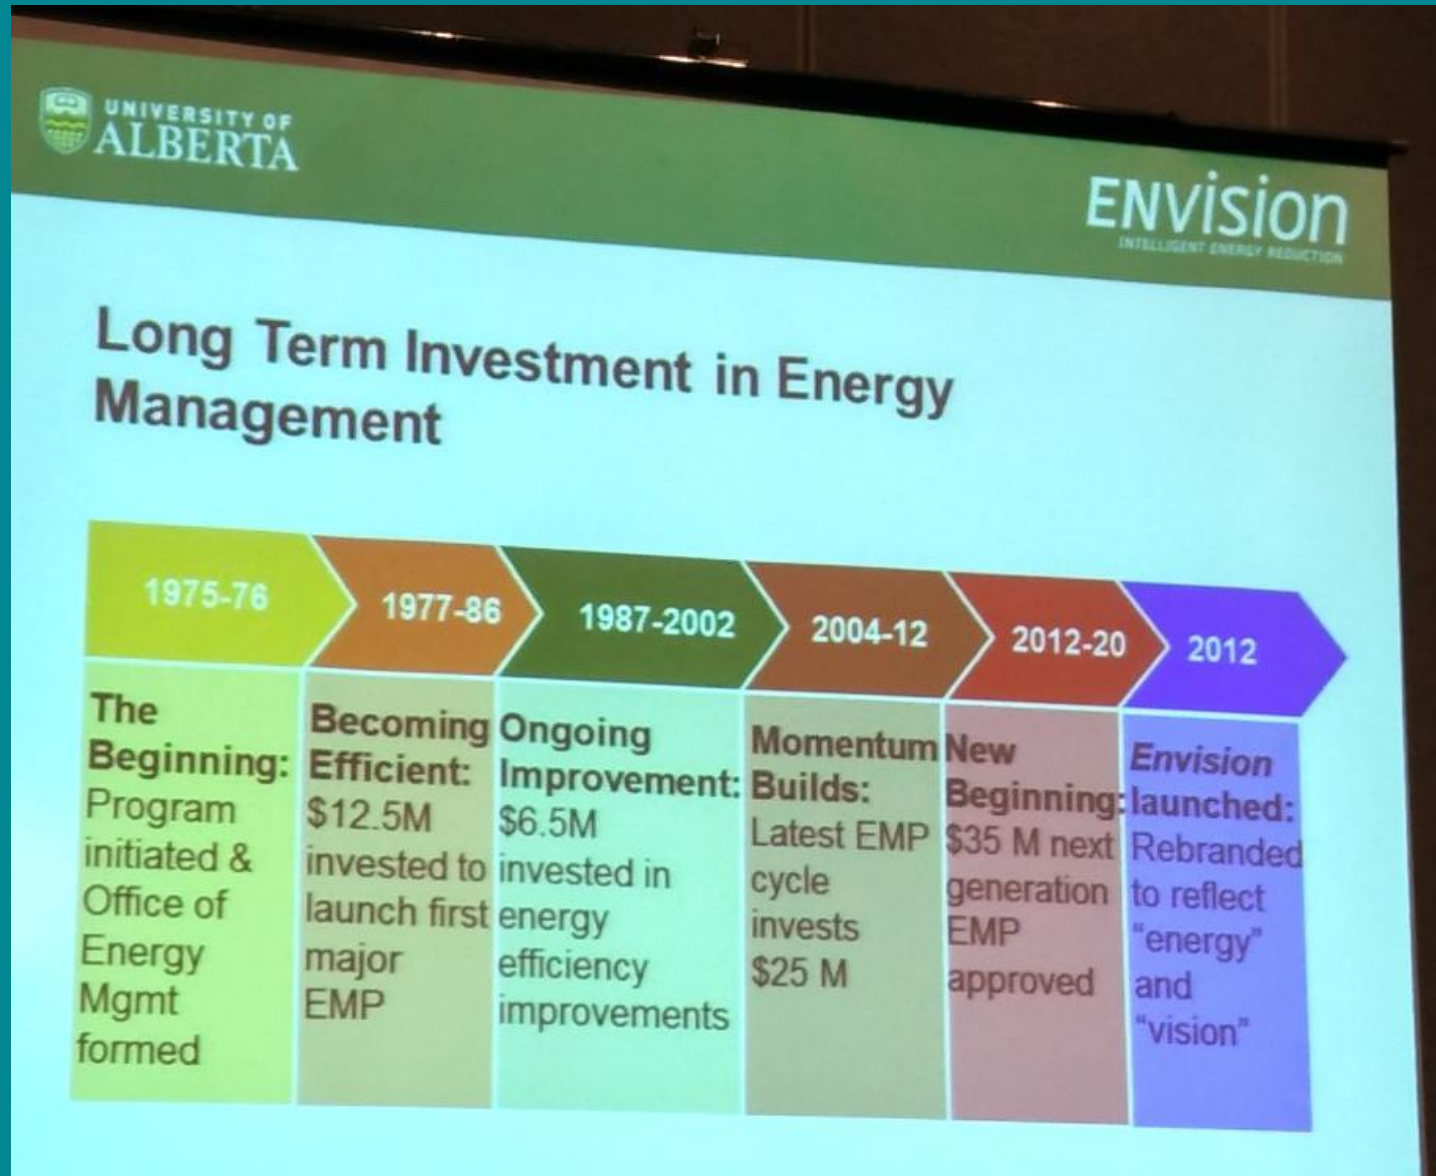 UNIVERSITY OF
ALBERTA
ENVision
INTELLIGENT ENERGY REDUCTION
Long Term Investment in Energy
Management
1975-76
1977-86
1987-2002
2004-12
2012-20
2012
The
Beginning:
Program
initiated &
Office of
Energy
Mgmt
formed
Becoming
Efficient:
$12.5M
invested to
launch first
major
EMP
Ongoing
Improvement:
$6.5M
invested in
energy
efficiency
improvements
Momentum
Builds:
Latest EMP
cycle
invests
$25 M
New
Beginning:
$35 M next
generation
EMP
approved
Envision
launched:
Rebranded
to reflect
“energy”
and
“vision”